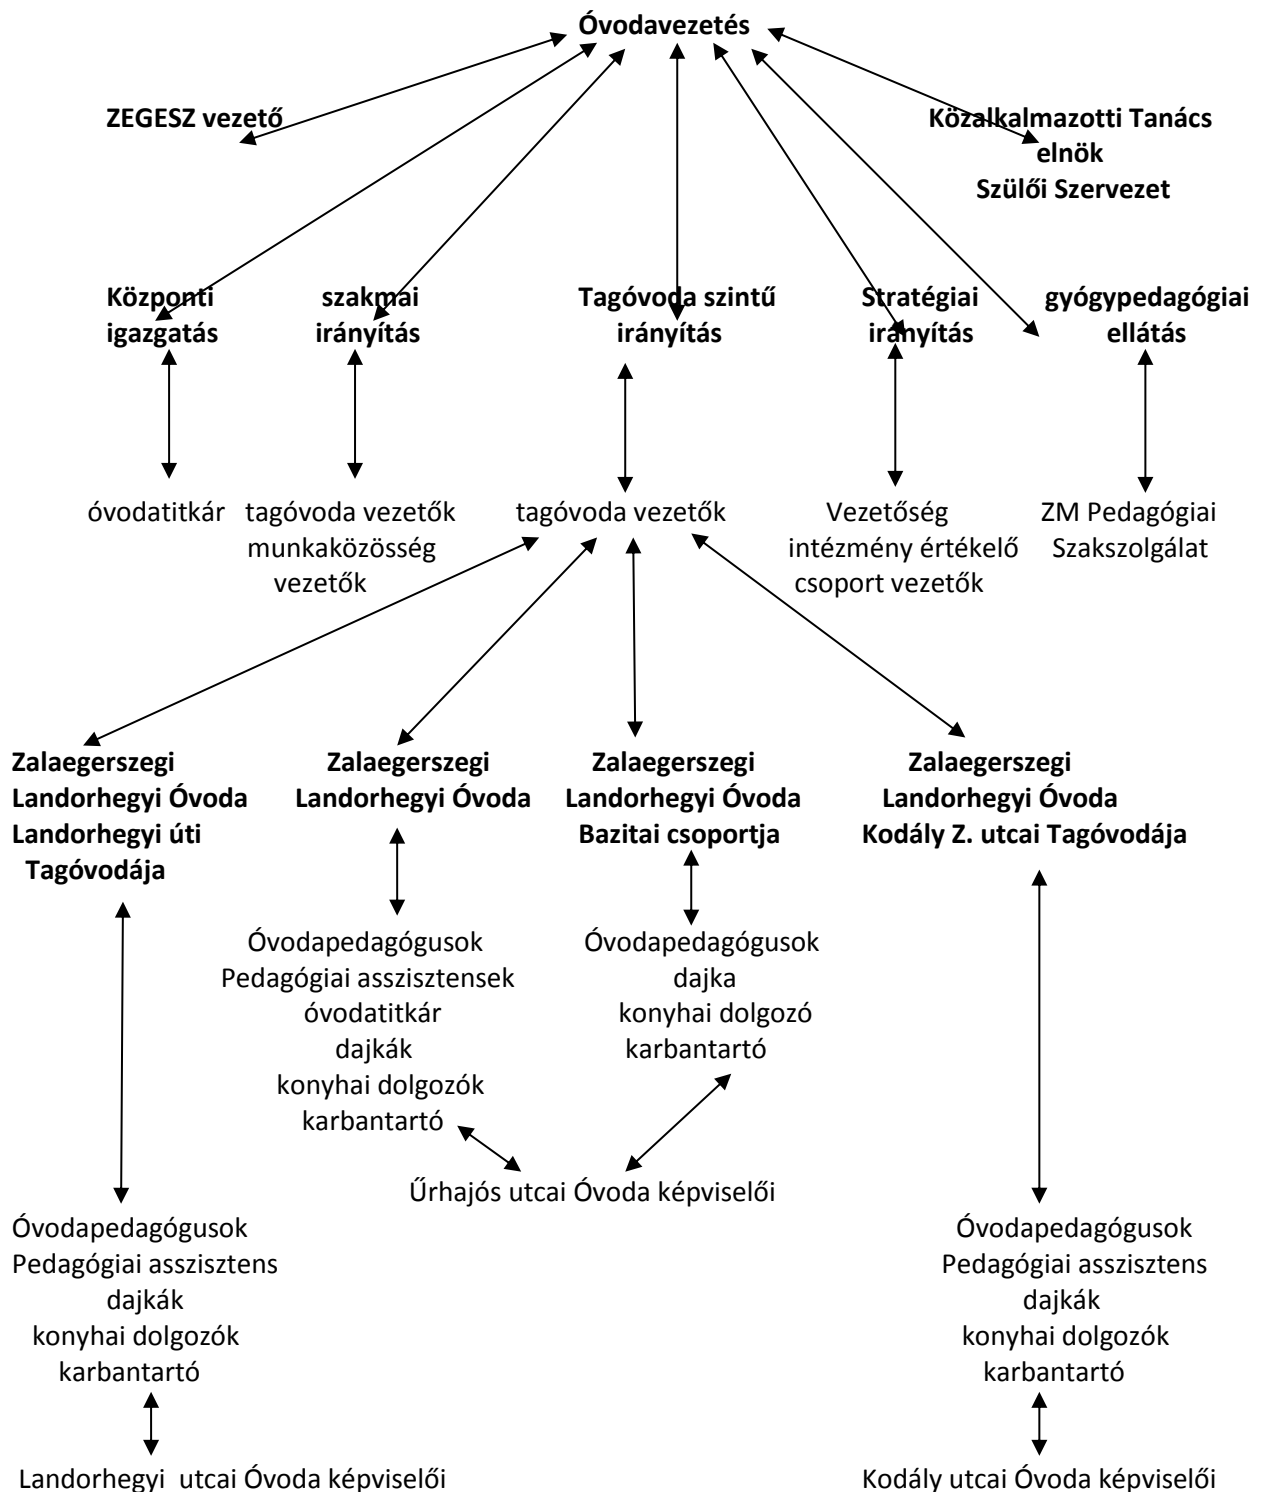 Óvodavezetés
ZEGESZ vezető
Közalkalmazotti Tanács
elnök
Szülői Szervezet
Központi
igazgatás
szakmai
irányítás
Tagóvoda szintű
irányítás
Stratégiai
irányítás
gyógypedagógiai
ellátás
óvodatitkár
tagóvoda vezetők
munkaközösség
vezetők
tagóvoda vezetők
Vezetőség
intézmény értékelő
csoport vezetők
ZM Pedagógiai
Szakszolgálat
Zalaegerszegi
Landorhegyi Óvoda
Landorhegyi úti
Tagóvodája
Zalaegerszegi
Landorhegyi Óvoda
Zalaegerszegi
Landorhegyi Óvoda
Bazitai csoportja
Zalaegerszegi
Landorhegyi Óvoda
Kodály Z. utcai Tagóvodája
Óvodapedagógusok
Pedagógiai asszisztensek
óvodatitkár
dajkák
konyhai dolgozók
karbantartó
Óvodapedagógusok
dajka
konyhai dolgozó
karbantartó
Űrhajós utcai Óvoda képviselői
Óvodapedagógusok
Pedagógiai asszisztens
dajkák
konyhai dolgozók
karbantartó
Óvodapedagógusok
Pedagógiai asszisztens
dajkák
konyhai dolgozók
karbantartó
Landorhegyi utcai Óvoda képviselői
Kodály utcai Óvoda képviselői